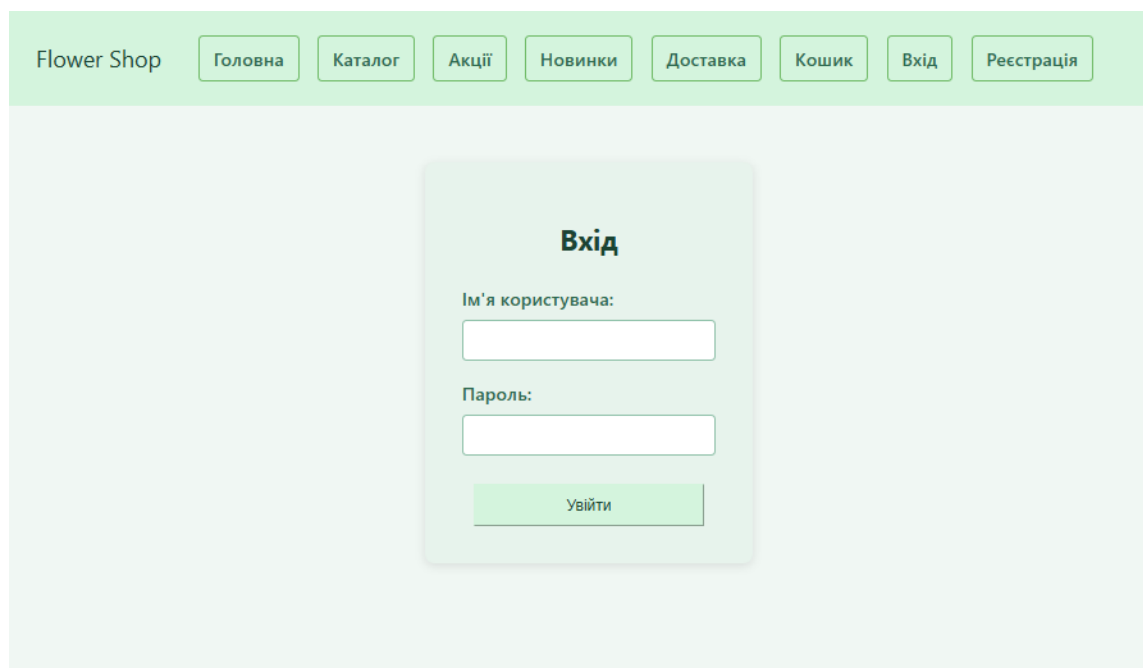 Flower Shop Головна Каталог Акції Новинки Доставка Кошик Вхід Реєстрація
Вхід
Ім'я користувача:
Пароль:
Увійти